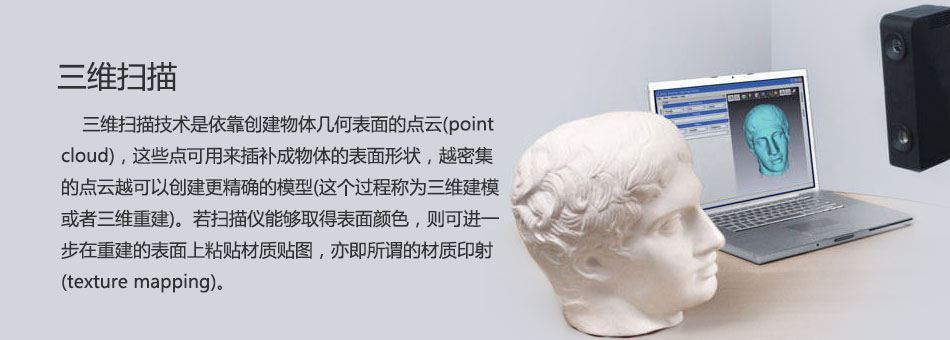 三维扫描
三维扫描技术是依靠创建物体几何表面的点云(point
cloud)，这些点可用来插补成物体的表面形状，越密集
的点云越可以创建更精确的模型(这个过程称为三维建模
或者三维重建)。若扫描仪能够取得表面颜色，则可进一
步在重建的表面上粘贴材质贴图，亦即所谓的材质印射
(texture mapping)。